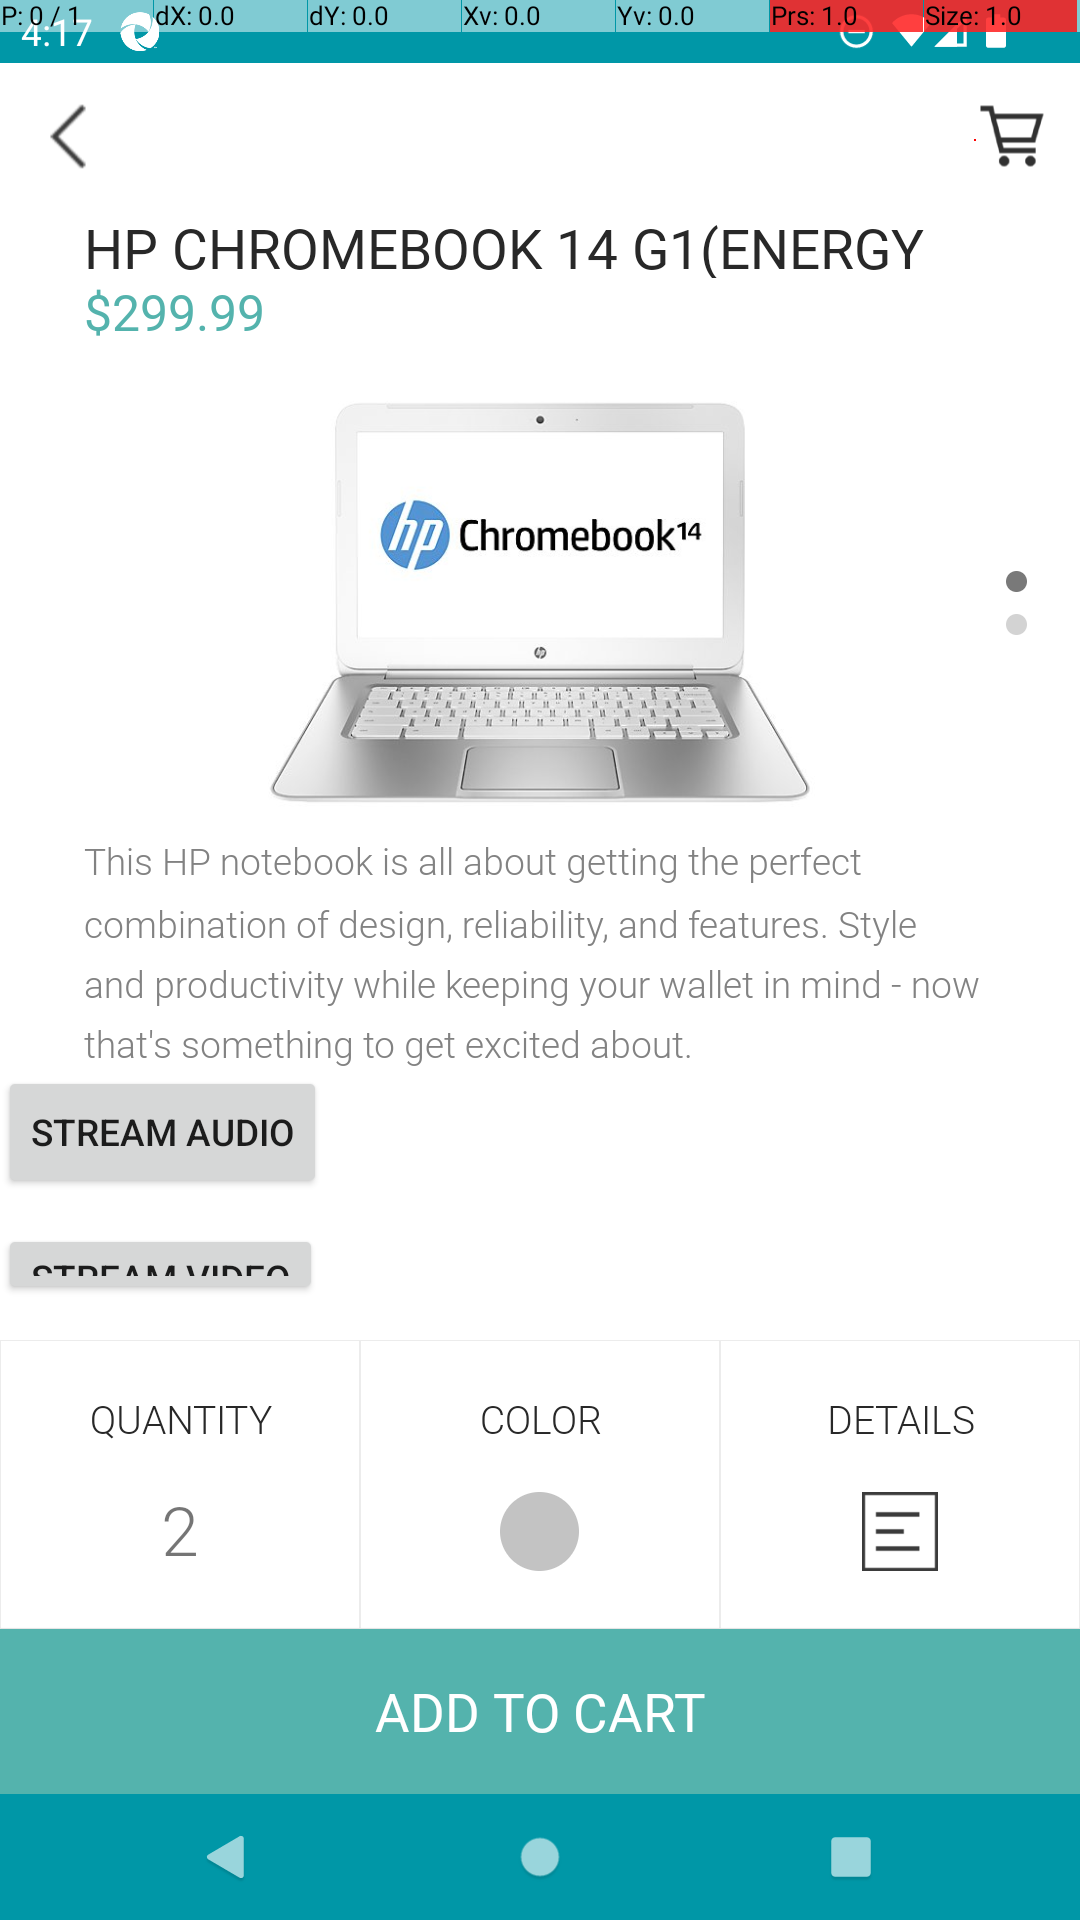 P: 0 / 1 dX: 0.0 dY: 0.0 Xv: 0.0 Yv: 0.0 Prs: 1.0 Size: 1.0
4:17
HP CHROMEBOOK 14 G1(ENERGY
$299.99
hp Chromebook14
hp
This HP notebook is all about getting the perfect
combination of design, reliability, and features. Style
and productivity while keeping your wallet in mind - now
that's something to get excited about.
STREAM AUDIO
STREAM VIDEO
QUANTITY COLOR DETAILS
2
ADD TO CART